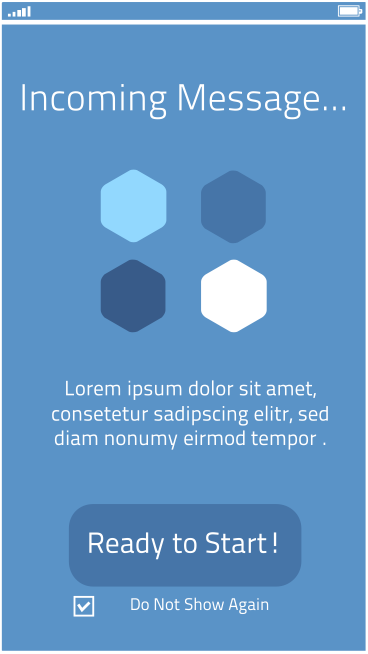 Incoming Message...
Lorem ipsum dolor sit amet,
consetetur sadipscing elitr, sed
diam nonumy eirmod tempor .
Ready to Start!
Do Not Show Again